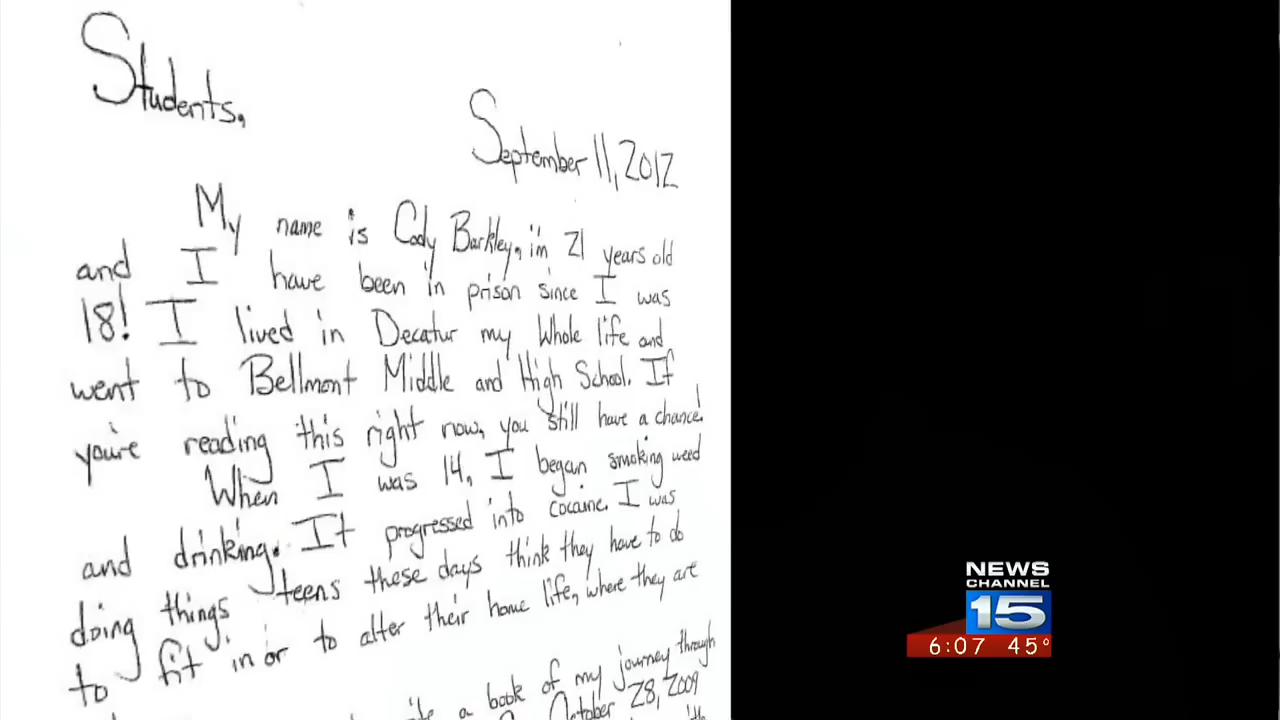 Students,
September 11, 2012
My name is Cody Barkley, im 21 years old
and I have been in prison since I was
18! I lived in Decatur my whole life and
went to Bellmont Middle and High School. If
you're reading this right now, you still have a chance!
When I was 14, I began smoking weed
and drinking. It progressed into cocaine. I was
doing things teens these days think they have to do
to fit in or to alter their home life, where they are
a book of my journey through
October 28, 2009
NEWS
CHANNEL
15
6:07 45°